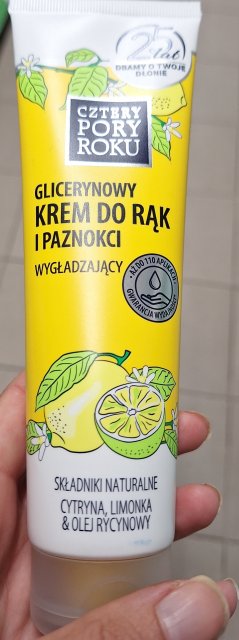 25 lat
DBAMY O TWOJE
DŁONIE
CZTERY
PORY
ROKU
GLICERYNOWY
KREM DO RĄK
I PAZNOKCI
WYGŁADZAJĄCY
AŻ DO 110 APLIKACJI
GWARANCJA WYDAJNOŚCI
SKŁADNIKI NATURALNE
CYTRYNA, LIMONKA
& OLEJ RYCYNOWY